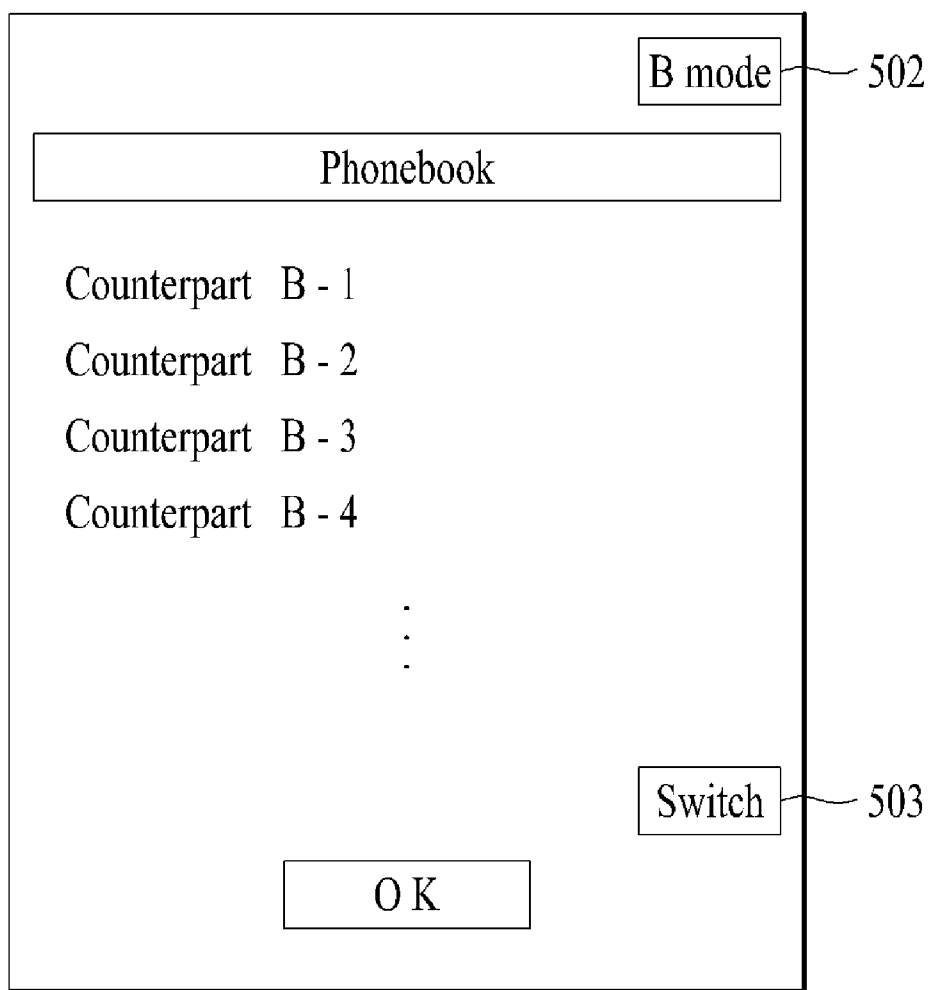 B mode 502
Phonebook
Counterpart B - 1
Counterpart B - 2
Counterpart B - 3
Counterpart B - 4
Switch 503
O K